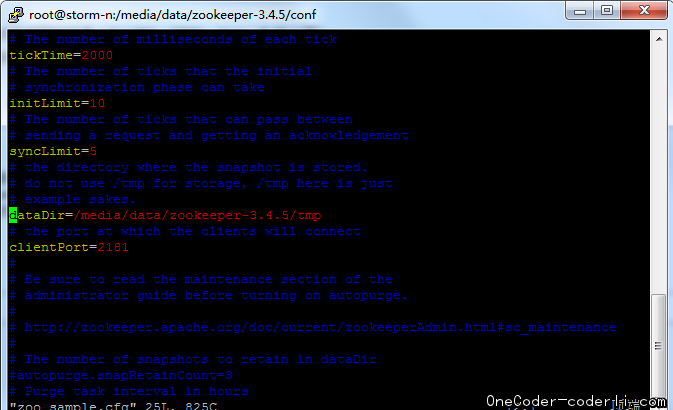 root@storm-n:/media/data/zookeeper-3.4.5/conf
# The number of milliseconds of each tick
tickTime=2000
# The number of ticks that the initial
# synchronization phase can take
initLimit=10
# The number of ticks that can pass between
# sending a request and getting an acknowledgement
syncLimit=5
# the directory where the snapshot is stored.
# do not use /tmp for storage, /tmp here is just
# example sakes.
dataDir=/media/data/zookeeper-3.4.5/tmp
# the port at which the clients will connect
clientPort=2181
#
# Be sure to read the maintenance section of the
# administrator guide before turning on autopurge.
#
# http://zookeeper.apache.org/doc/current/zookeeperAdmin.html#sc_maintenance
#
# The number of snapshots to retain in dataDir
#autopurge.snapRetainCount=3
# Purge task interval in hours
"zoo_sample.cfg" 25L, 825C
OneCoder-coderli.com